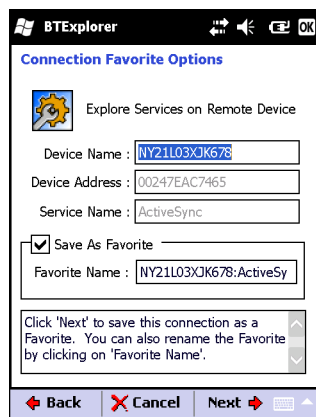 BTExplorer
OK
Connection Favorite Options
Explore Services on Remote Device
Device Name : NY21L03XJK678
Device Address : 00247EAC7465
Service Name : ActiveSync
Save As Favorite
Favorite Name : NY21L03XJK678:ActiveSy
Click 'Next' to save this connection as a
Favorite. You can also rename the Favorite
by clicking on 'Favorite Name'.
Back Cancel Next